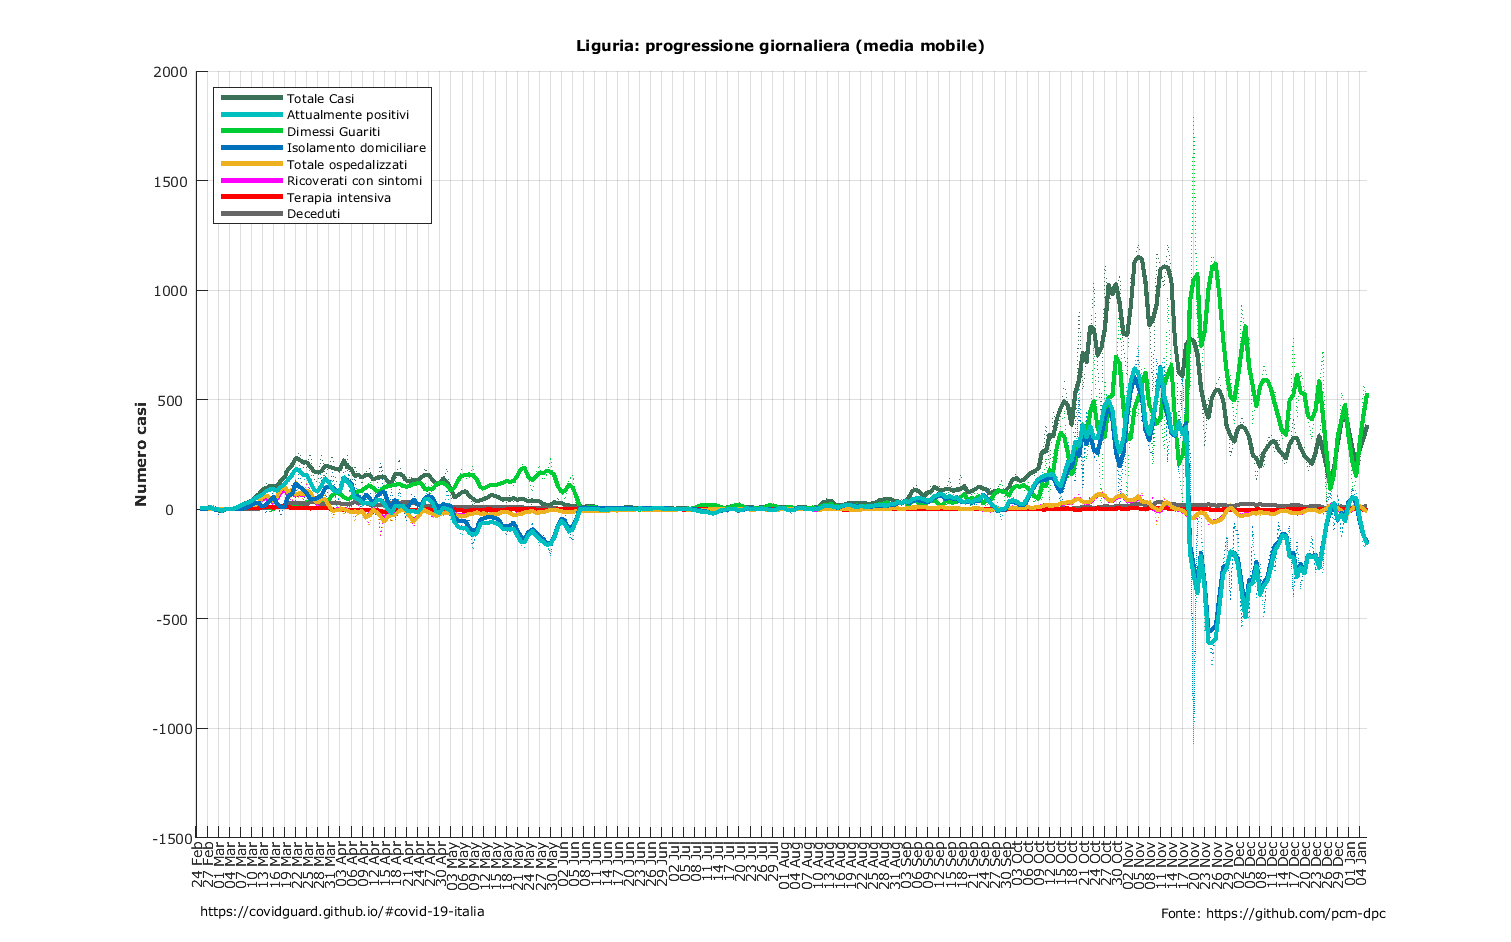 Liguria: progressione giornaliera (media mobile)
Numero casi
2000
1500
1000
500
0
-500
-1000
-1500
Totale Casi
Attualmente positivi
Dimessi Guariti
Isolamento domiciliare
Totale ospedalizzati
Ricoverati con sintomi
Terapia intensiva
Deceduti
24 Feb
27 Feb
01 Mar
04 Mar
07 Mar
10 Mar
13 Mar
16 Mar
19 Mar
22 Mar
25 Mar
28 Mar
31 Mar
03 Apr
06 Apr
09 Apr
12 Apr
15 Apr
18 Apr
21 Apr
24 Apr
27 Apr
30 Apr
03 May
06 May
09 May
12 May
15 May
18 May
21 May
24 May
27 May
30 May
02 Jun
05 Jun
08 Jun
11 Jun
14 Jun
17 Jun
20 Jun
23 Jun
26 Jun
29 Jun
02 Jul
05 Jul
08 Jul
11 Jul
14 Jul
17 Jul
20 Jul
23 Jul
26 Jul
29 Jul
01 Aug
04 Aug
07 Aug
10 Aug
13 Aug
16 Aug
19 Aug
22 Aug
25 Aug
28 Aug
31 Aug
03 Sep
06 Sep
09 Sep
12 Sep
15 Sep
18 Sep
21 Sep
24 Sep
27 Sep
30 Sep
03 Oct
06 Oct
09 Oct
12 Oct
15 Oct
18 Oct
21 Oct
24 Oct
27 Oct
30 Oct
02 Nov
05 Nov
08 Nov
11 Nov
14 Nov
17 Nov
20 Nov
23 Nov
26 Nov
29 Nov
02 Dec
05 Dec
08 Dec
11 Dec
14 Dec
17 Dec
20 Dec
23 Dec
26 Dec
29 Dec
01 Jan
04 Jan
https://covidguard.github.io/#covid-19-italia
Fonte: https://github.com/pcm-dpc